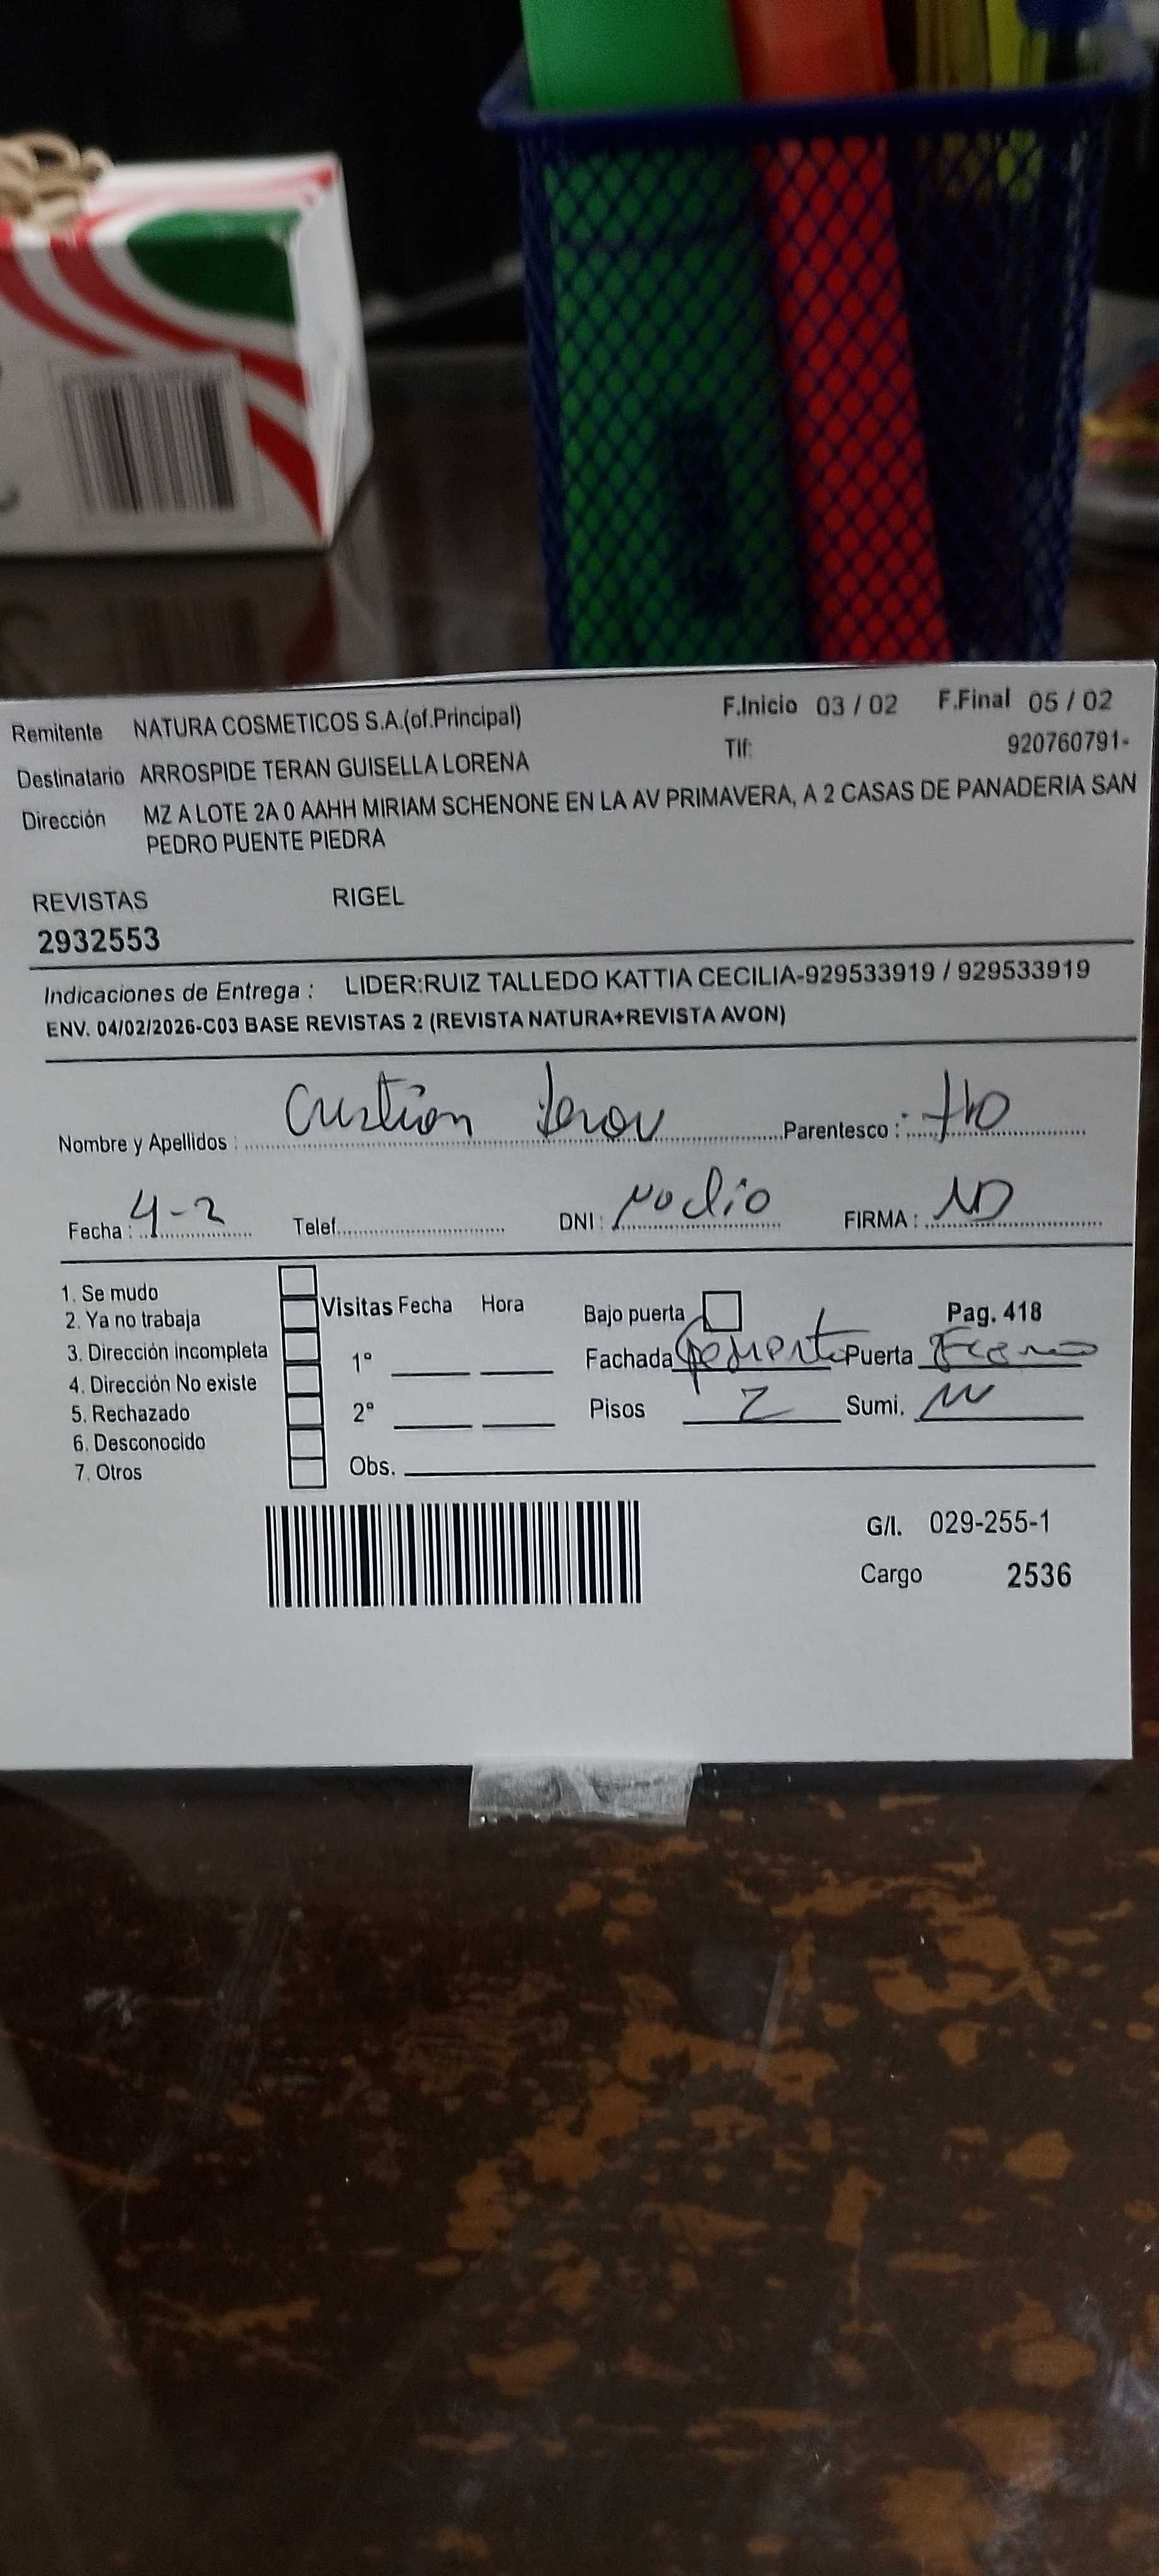 Remitente NATURA COSMETICOS S.A.(of.Principal) F.Inicio 03 / 02 F.Final 05 / 02
Tlf: 920760791-
Destinatario ARROSPIDE TERAN GUISELLA LORENA
Dirección MZ A LOTE 2A 0 AAHH MIRIAM SCHENONE EN LA AV PRIMAVERA, A 2 CASAS DE PANADERIA SAN
PEDRO PUENTE PIEDRA
REVISTAS RIGEL
2932553
Indicaciones de Entrega : LIDER:RUIZ TALLEDO KATTIA CECILIA-929533919 / 929533919
ENV. 04/02/2026-C03 BASE REVISTAS 2 (REVISTA NATURA+REVISTA AVON)
Nombre y Apellidos : Parentesco :
Fecha : 4-2 Telef. DNI : No dio FIRMA : ND
1. Se mudo
2. Ya no trabaja
3. Dirección incompleta
4. Dirección No existe
5. Rechazado
6. Desconocido
7. Otros
Visitas Fecha Hora Bajo puerta Pag. 418
1° Fachada Cemento Puerta Fierro
2° Pisos 2 Sumi.
Obs.
G/I. 029-255-1
Cargo 2536